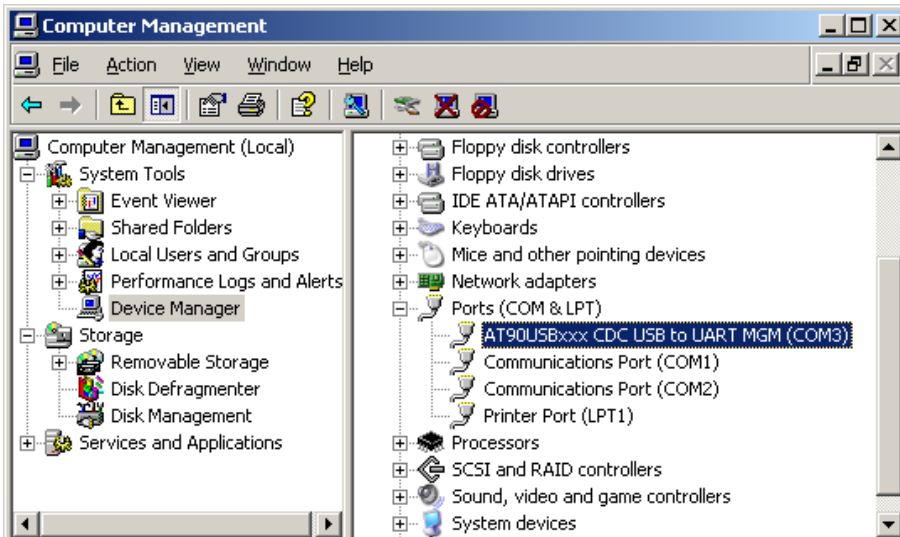 Computer Management
File Action View Window Help
Computer Management (Local)
System Tools
Event Viewer
Shared Folders
Local Users and Groups
Performance Logs and Alerts
Device Manager
Storage
Removable Storage
Disk Defragmenter
Disk Management
Services and Applications
Floppy disk controllers
Floppy disk drives
IDE ATA/ATAPI controllers
Keyboards
Mice and other pointing devices
Network adapters
Ports (COM & LPT)
AT90USBxxx CDC USB to UART MGM (COM3)
Communications Port (COM1)
Communications Port (COM2)
Printer Port (LPT1)
Processors
SCSI and RAID controllers
Sound, video and game controllers
System devices